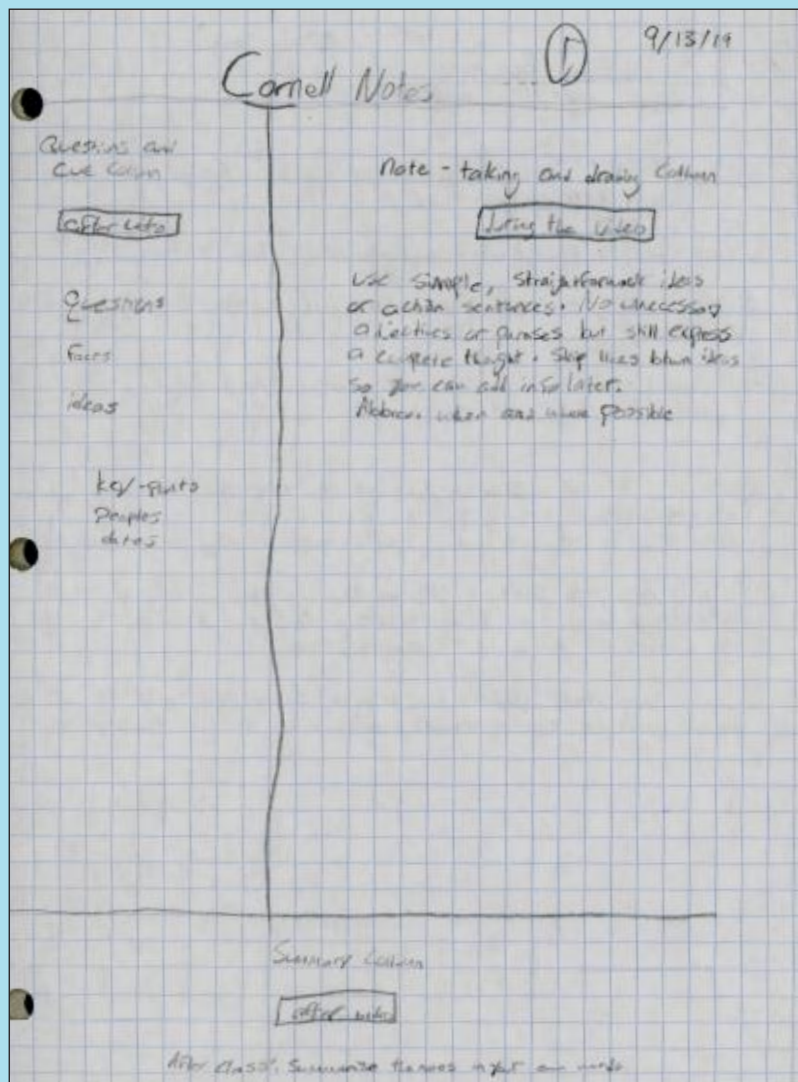 9/13/19
1
Cornell Notes
Questions and
Cue Column
after video
Questions
Facts
ideas
key-points
Peoples
dates
Note - taking and drawing Column
during the video
Use Simple, Straightforward ideas
or action sentences. No unnecessary
adjectives or phrases but still express
a complete thought. Skip lines btwn ideas
So you can add info later.
Abbrev. when and where possible
Summary Column
after video
After class, Summarize the notes in your own words